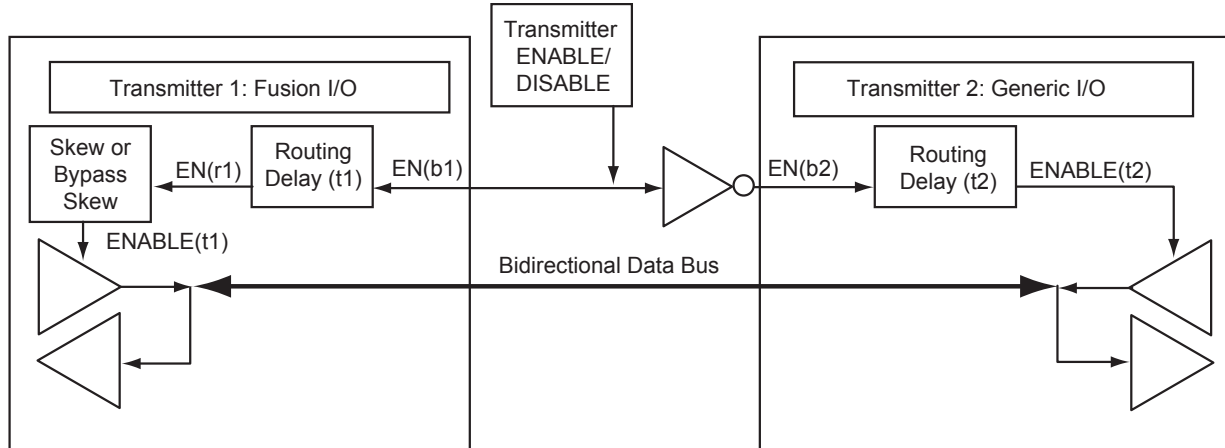 Transmitter
ENABLE/
DISABLE
Transmitter 1: Fusion I/O
Transmitter 2: Generic I/O
Skew or
Bypass
Skew
EN(r1)
Routing
Delay (t1)
EN(b1)
EN(b2)
Routing
Delay (t2)
ENABLE(t2)
ENABLE(t1)
Bidirectional Data Bus